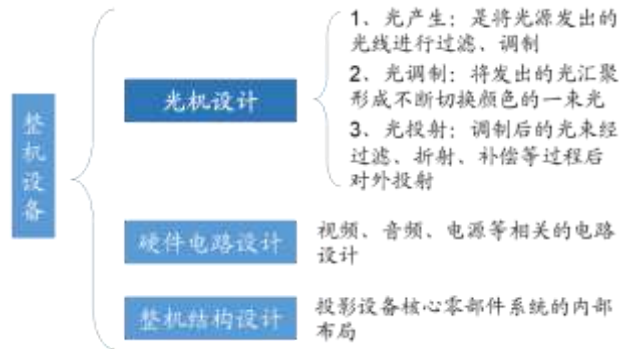 整机设备
光机设计
1、光产生：是将光源发出的
光线进行过滤、调制
2、光调制：将发出的光汇聚
形成不断切换颜色的一束光
3、光投射：调制后的光束经
过滤、折射、补偿等过程后
对外投射
硬件电路设计
视频、音频、电源等相关的电路
设计
整机结构设计
投影设备核心零部件系统的内部
布局